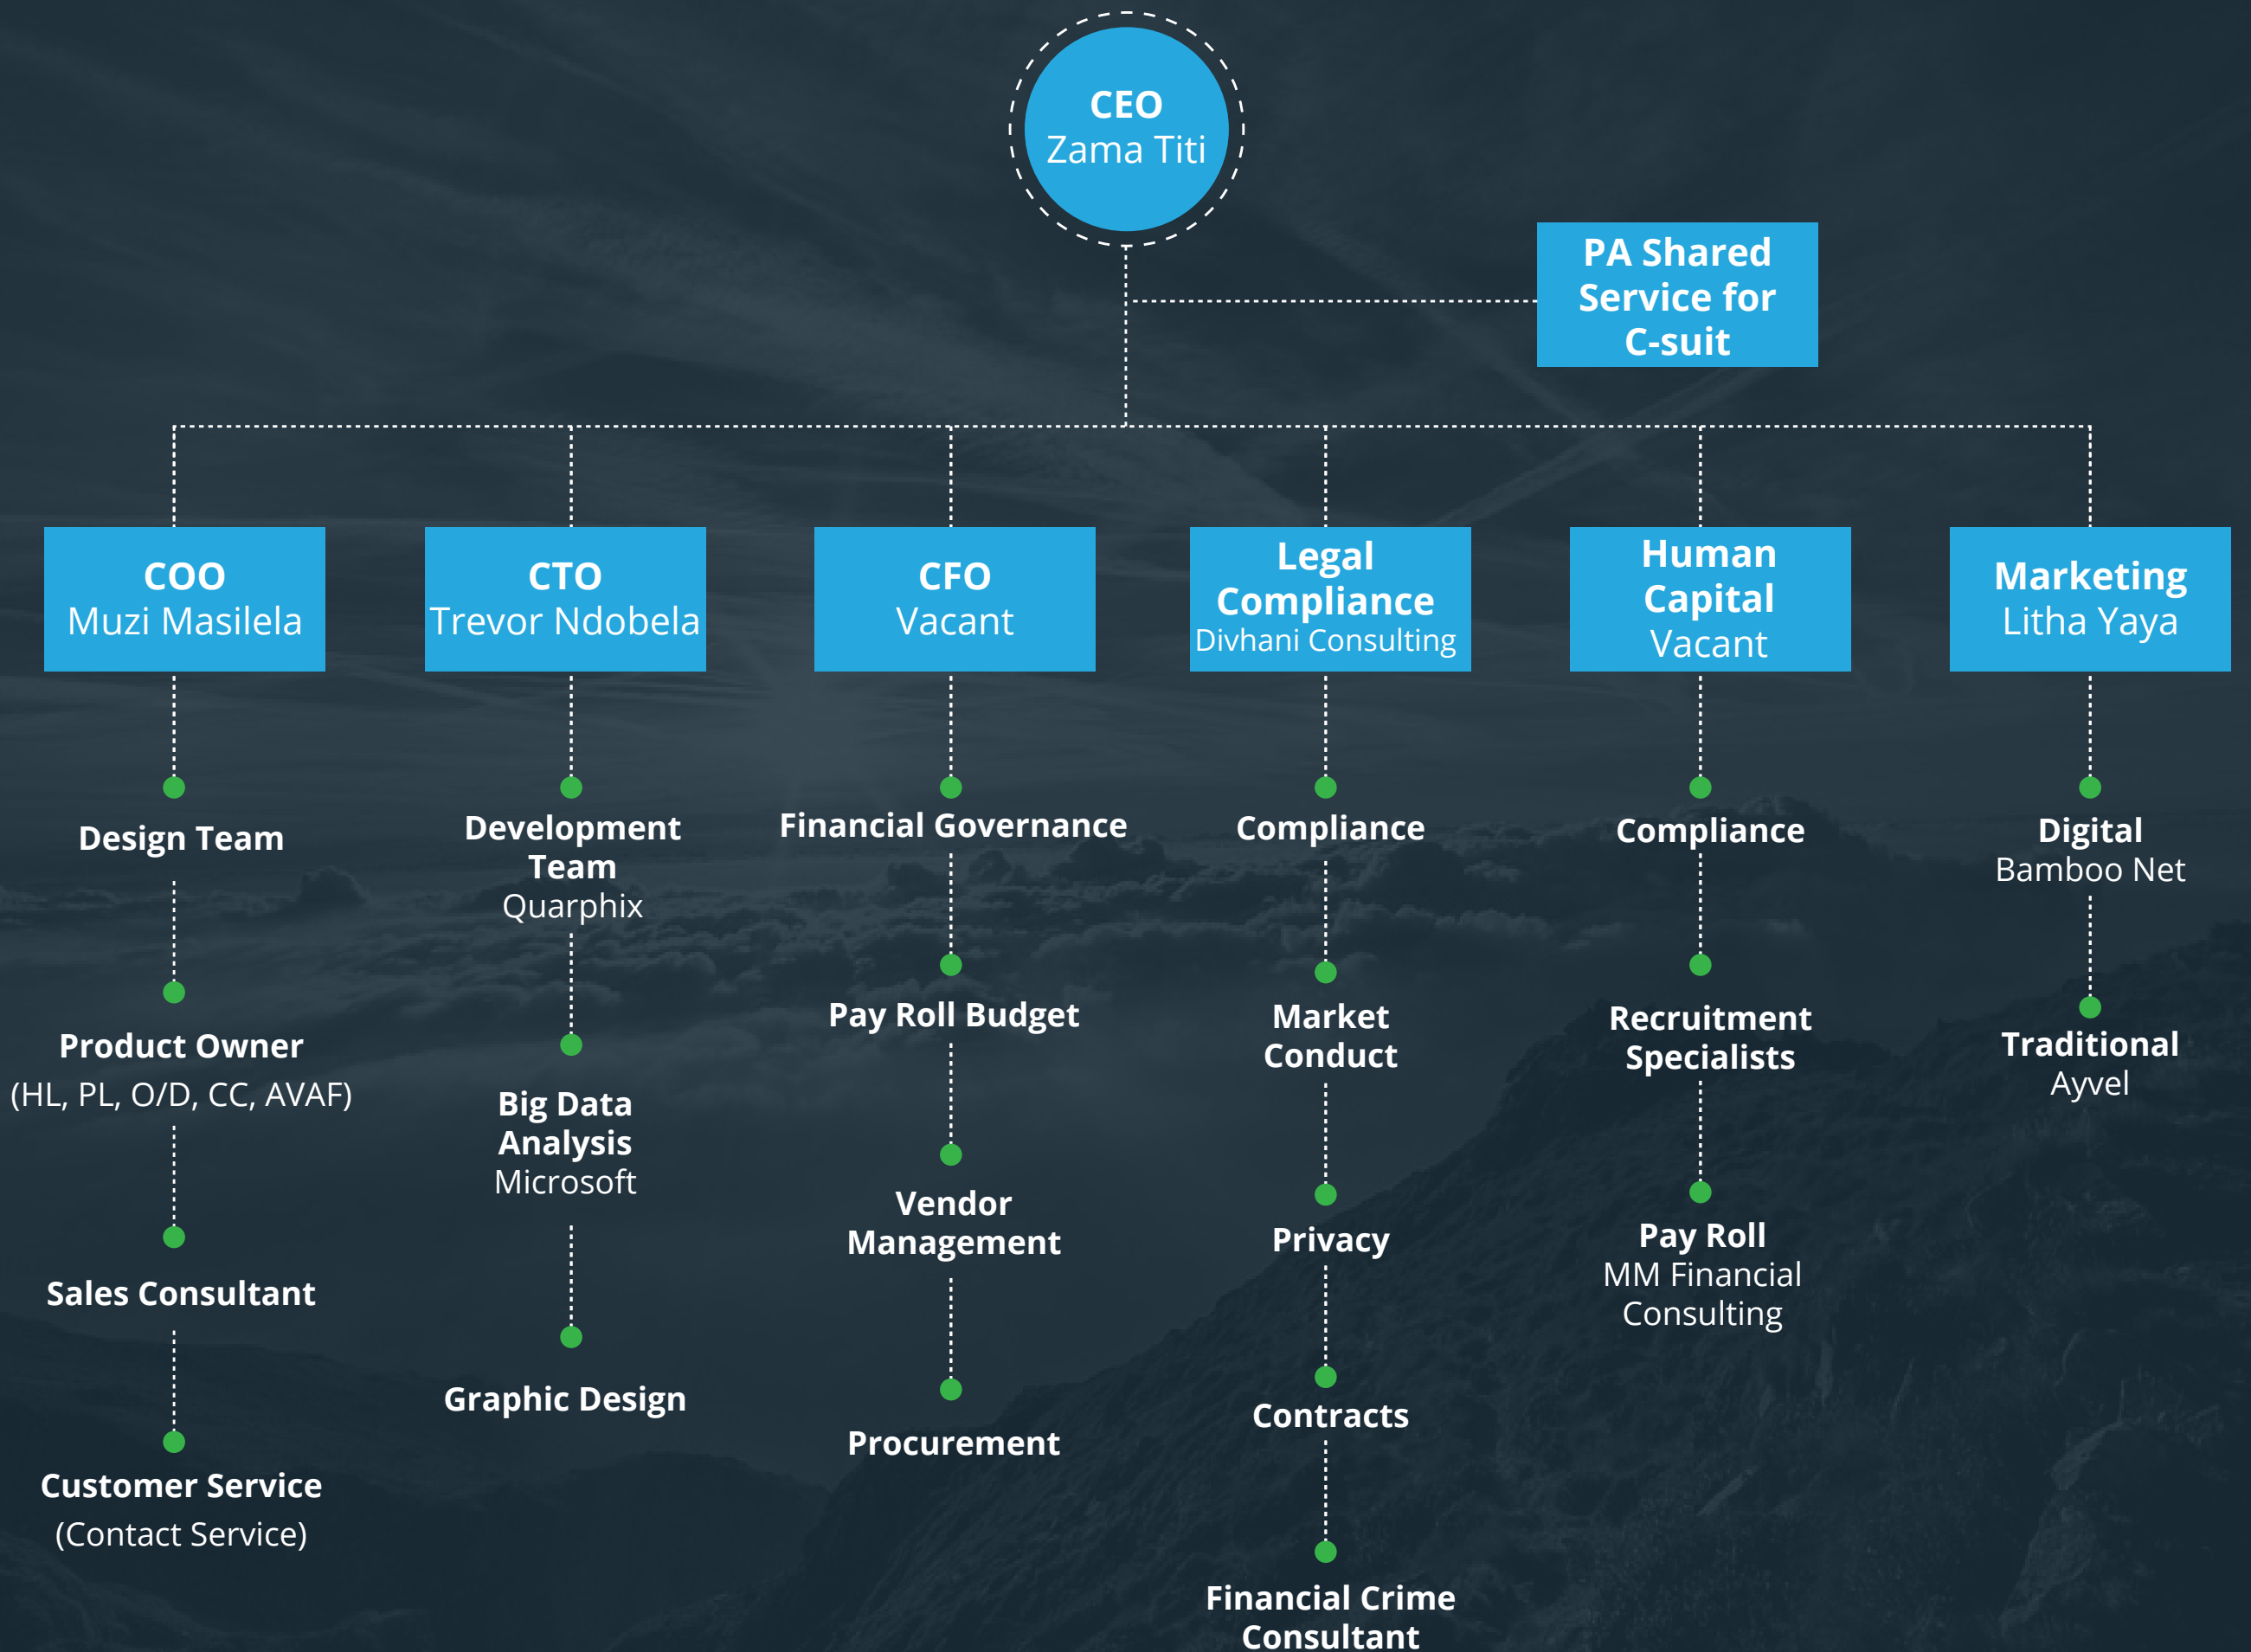 CEO
Zama Titi
PA Shared
Service for
C-suit
COO
Muzi Masilela
CTO
Trevor Ndobela
CFO
Vacant
Legal
Compliance
Divhani Consulting
Human
Capital
Vacant
Marketing
Litha Yaya
Design Team
Product Owner
(HL, PL, O/D, CC, AVAF)
Sales Consultant
Customer Service
(Contact Service)
Development
Team
Quarphix
Big Data
Analysis
Microsoft
Graphic Design
Financial Governance
Pay Roll Budget
Vendor
Management
Procurement
Compliance
Market
Conduct
Privacy
Contracts
Financial Crime
Consultant
Compliance
Recruitment
Specialists
Pay Roll
MM Financial
Consulting
Digital
Bamboo Net
Traditional
Ayvel